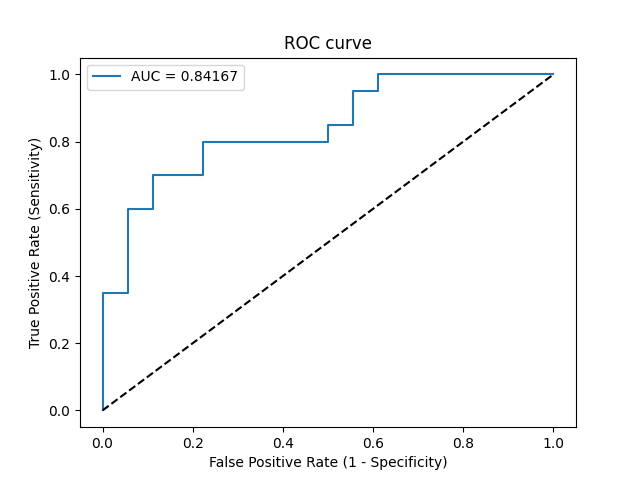 ROC curve
AUC = 0.84167
True Positive Rate (Sensitivity)
1.0
0.8
0.6
0.4
0.2
0.0
0.0 0.2 0.4 0.6 0.8 1.0
False Positive Rate (1 - Specificity)